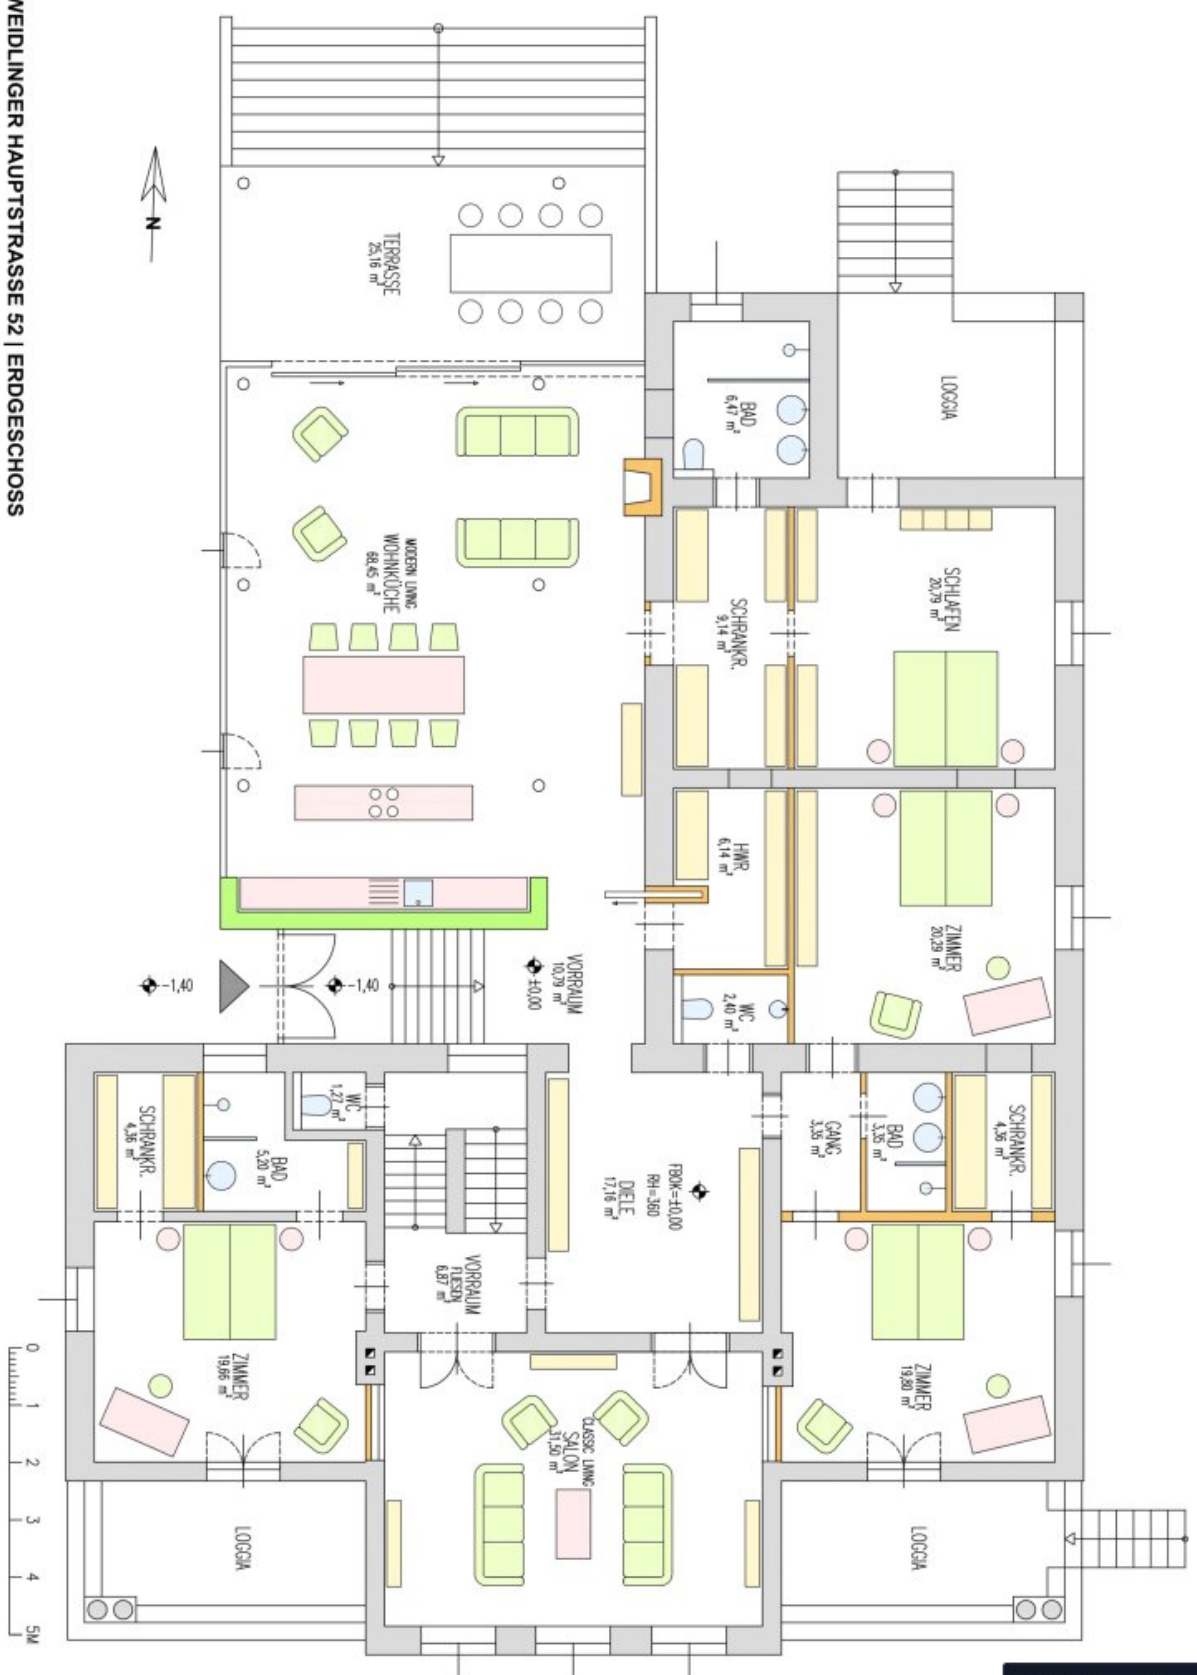 WEIDLINGER HAUPTSTRASSE 52 | ERDGESCHOSS
N
TERRASSE
25,16 m²
BAD
6,47 m²
LOGGIA
MODERN LIVING
WOHNKÜCHE
68,45 m²
SCHRANKR.
9,14 m²
SCHLAFEN
20,79 m²
HWR
6,14 m²
ZIMMER
20,29 m²
VORRAUM
10,79 m²
±0,00
-1,40
-1,40
WC
2,40 m²
SCHRANKR.
4,36 m²
BAD
5,20 m²
WC
1,27 m²
FBOK=±0,00
RH=360
DIELE
17,16 m²
GANG
3,35 m²
BAD
3,35 m²
SCHRANKR.
4,36 m²
VORRAUM
FLIESEN
6,87 m²
ZIMMER
19,66 m²
CLASSIC LIVING
SALON
31,50 m²
ZIMMER
19,80 m²
LOGGIA
LOGGIA
0 1 2 3 4 5M